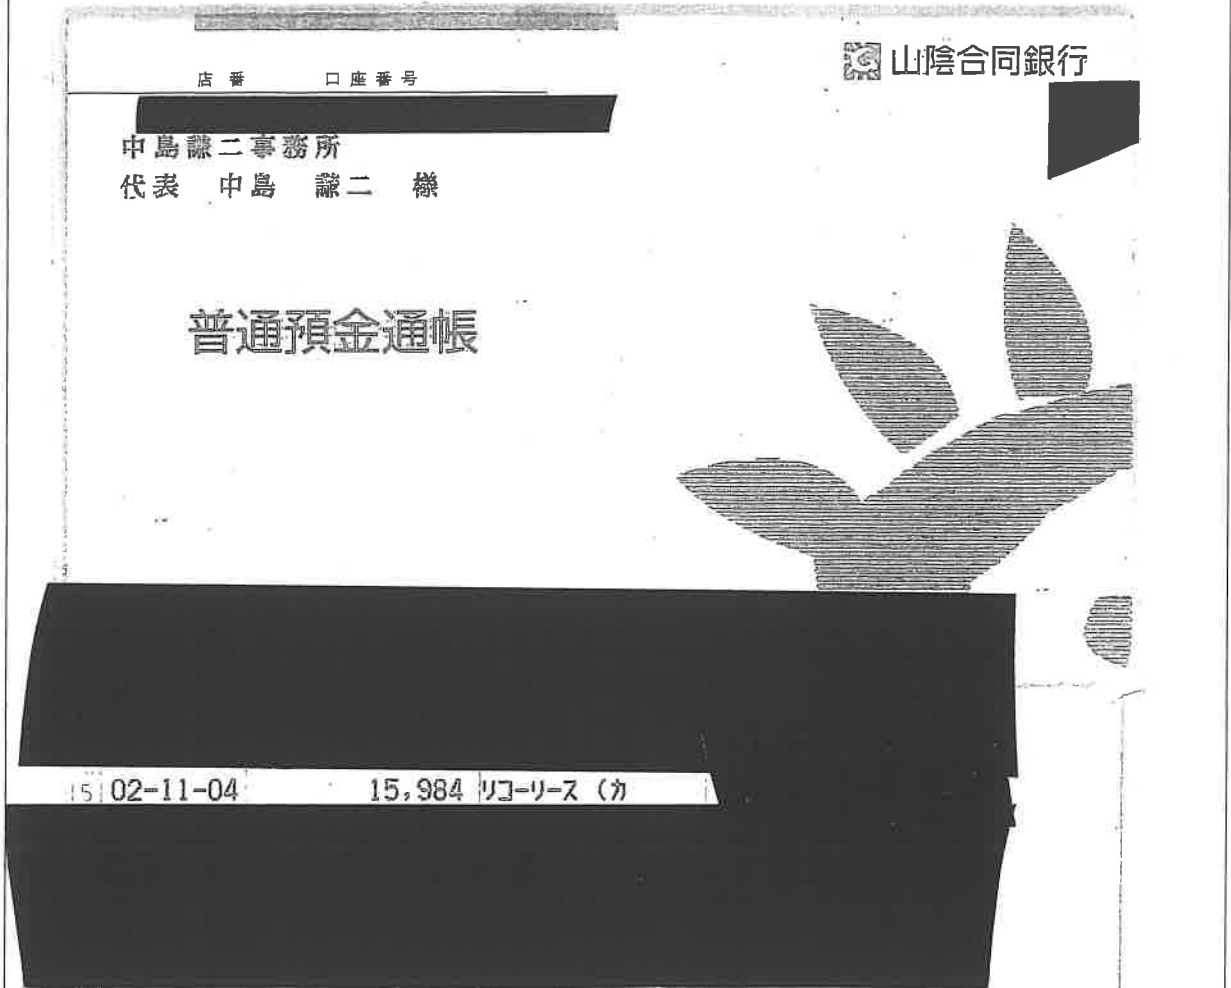 山陰合同銀行
店番 口座番号
中島謙二事務所
代表 中島 謙二 様
普通預金通帳
15 02-11-04 15,984 リコーリース (カ